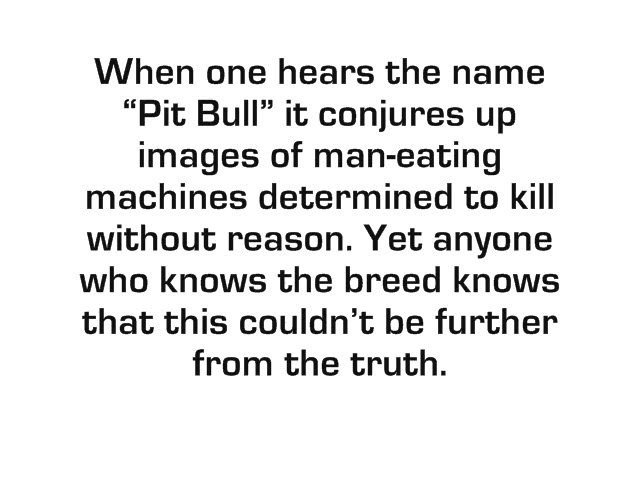 When one hears the name
“Pit Bull” it conjures up
images of man-eating
machines determined to kill
without reason. Yet anyone
who knows the breed knows
that this couldn’t be further
from the truth.